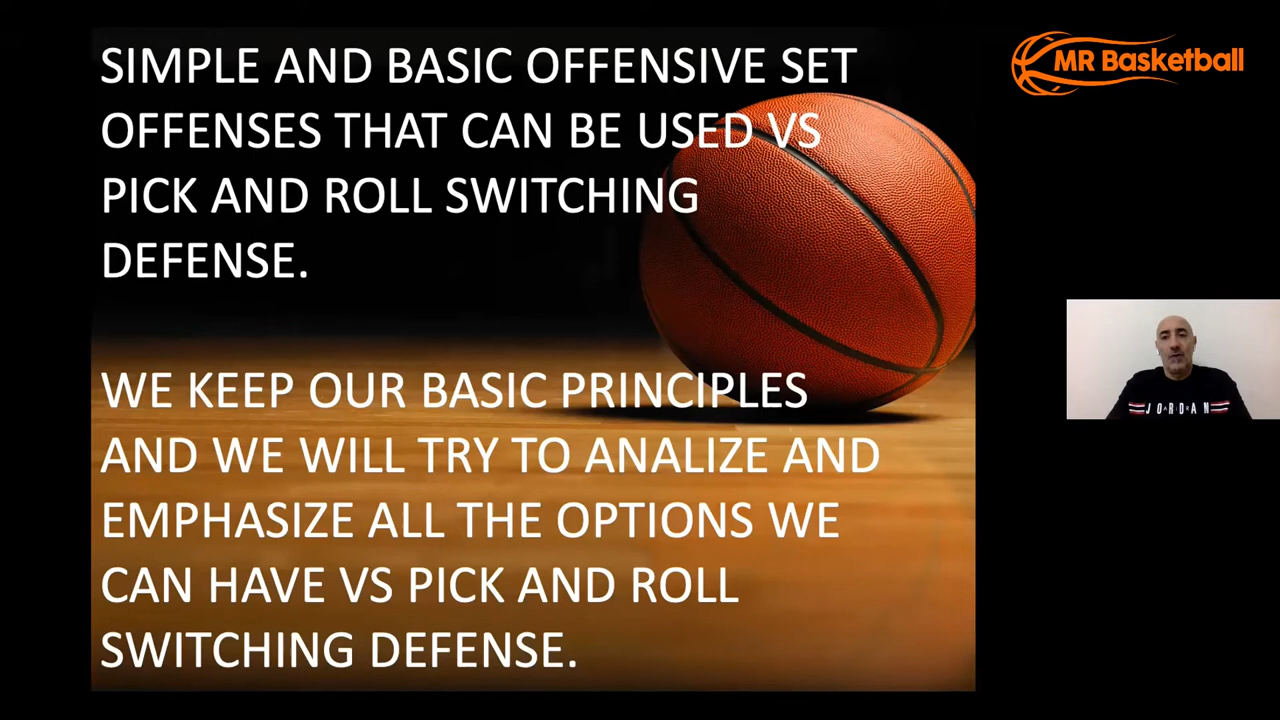 SIMPLE AND BASIC OFFENSIVE SET
OFFENSES THAT CAN BE USED VS
PICK AND ROLL SWITCHING
DEFENSE.
WE KEEP OUR BASIC PRINCIPLES
AND WE WILL TRY TO ANALIZE AND
EMPHASIZE ALL THE OPTIONS WE
CAN HAVE VS PICK AND ROLL
SWITCHING DEFENSE.
MR Basketball
JORDAN